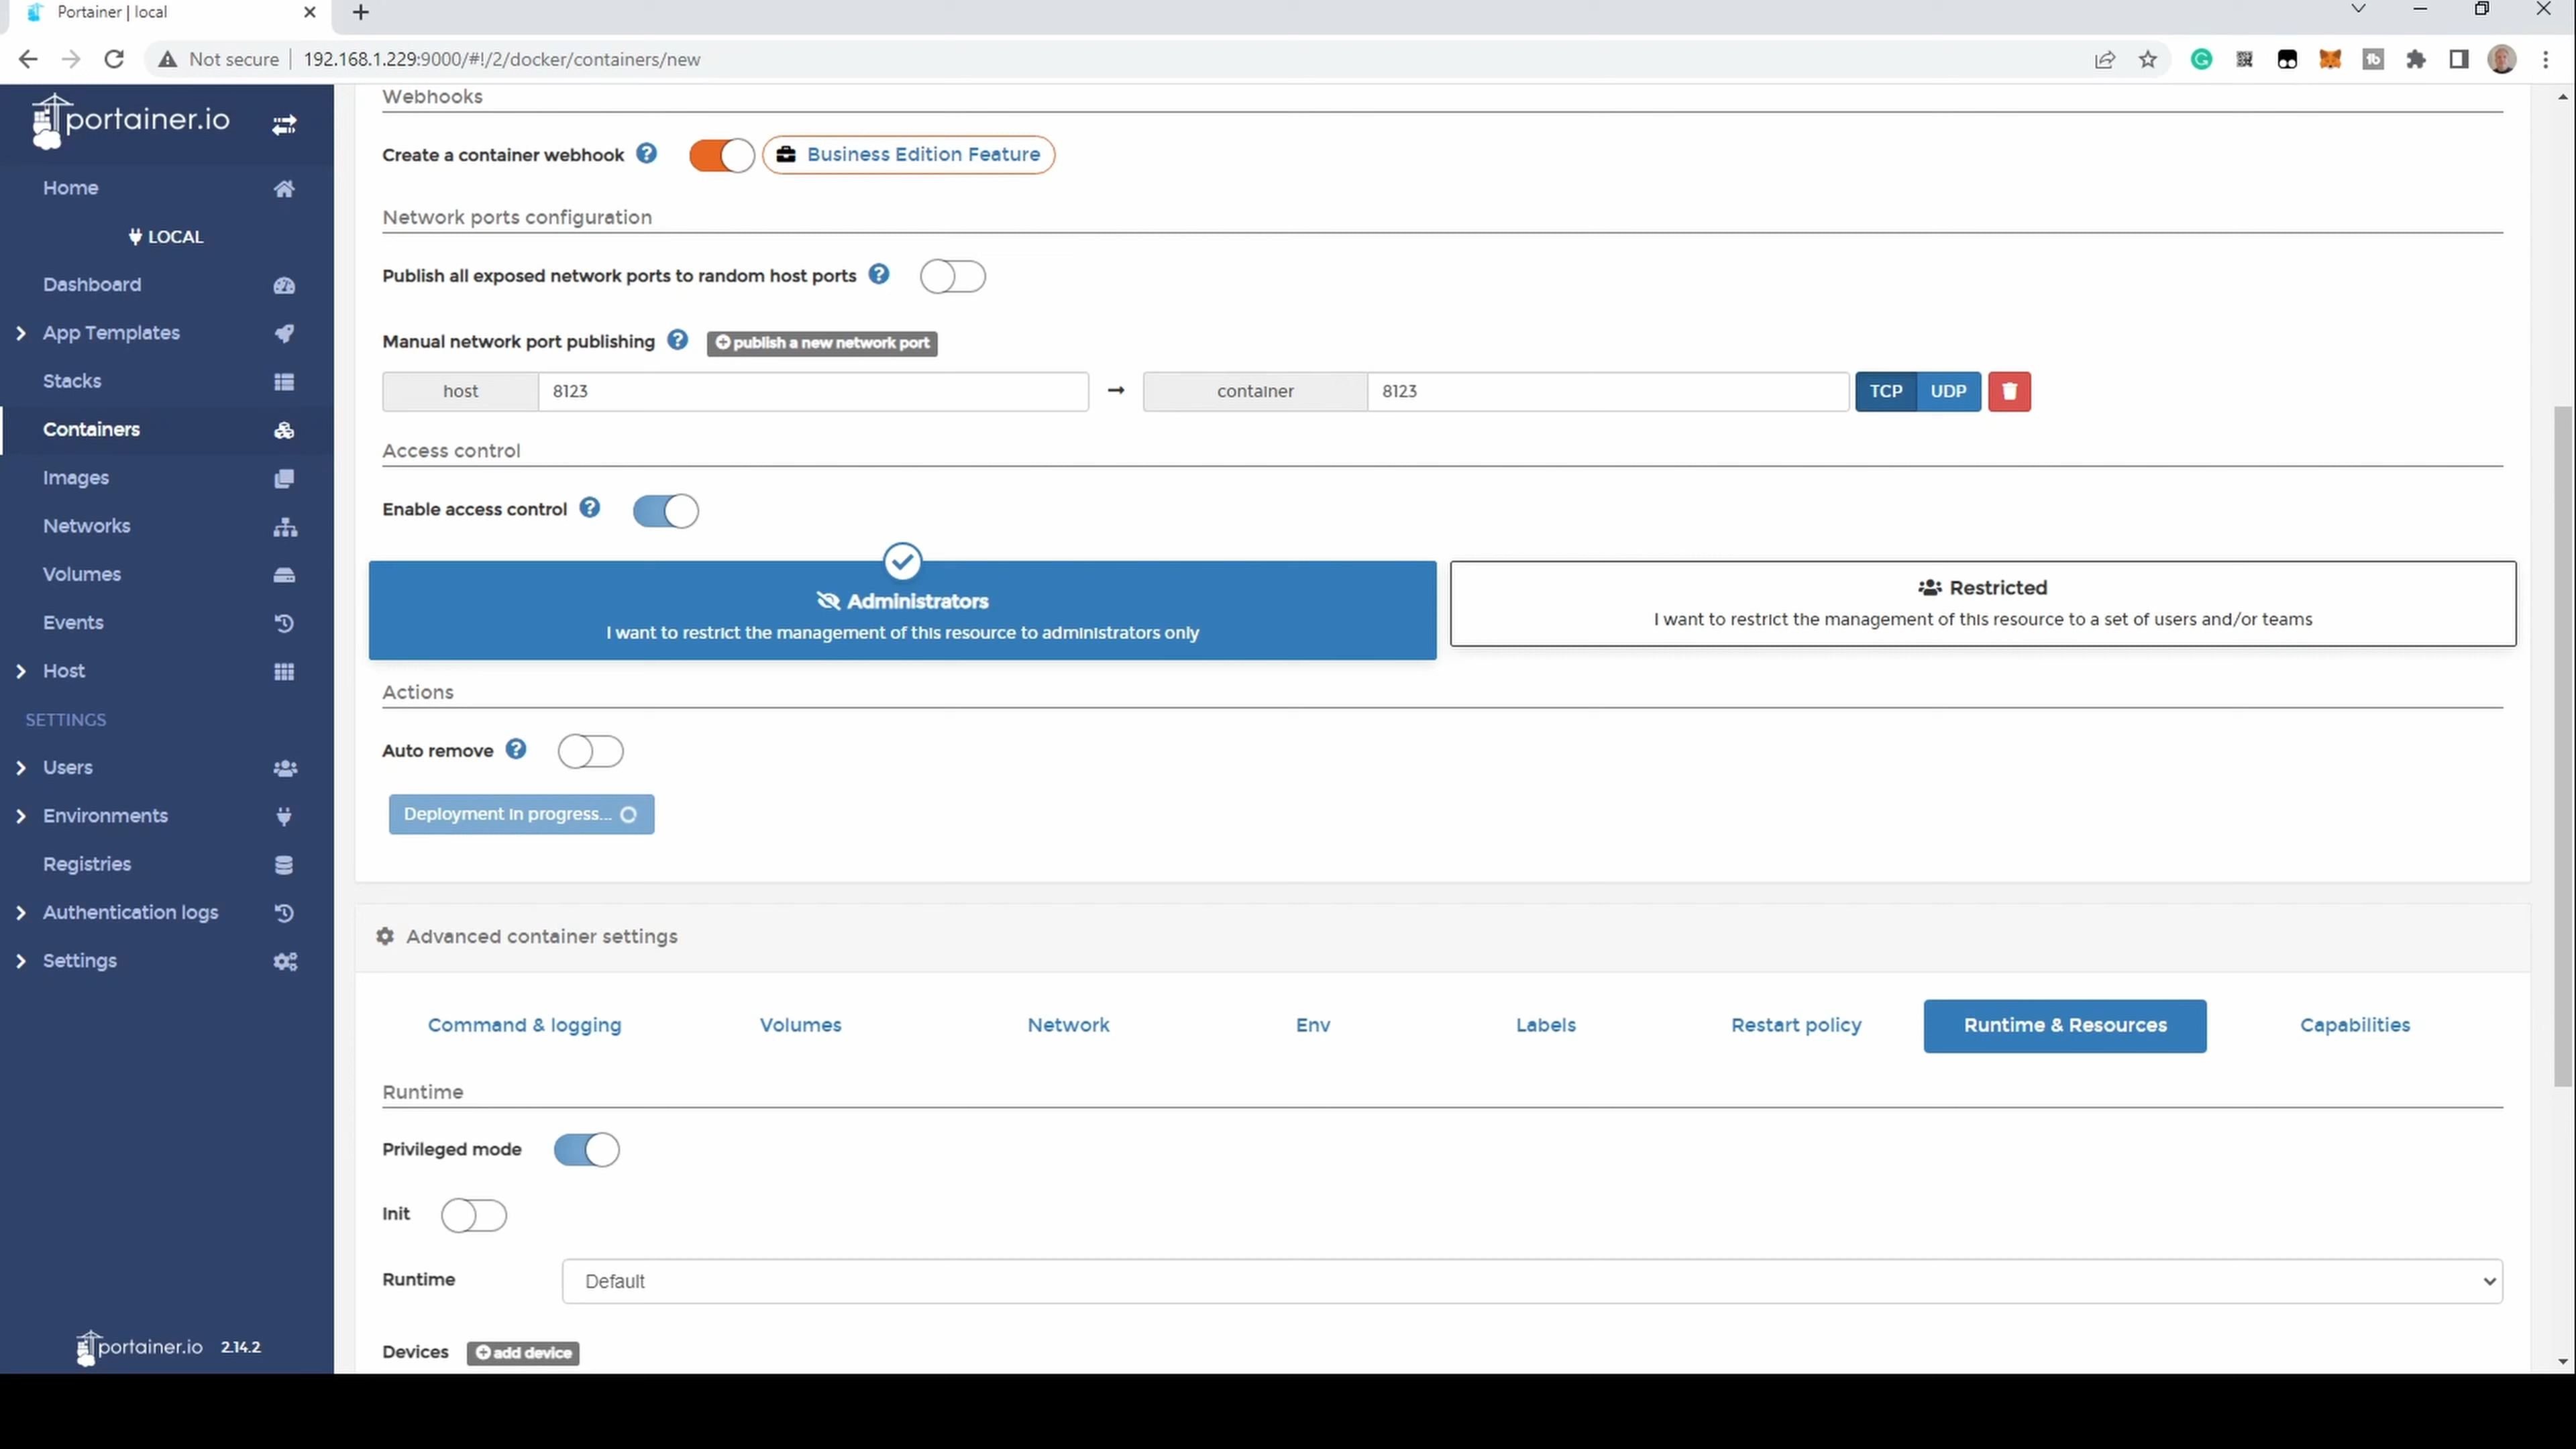 Portainer | local
Not secure 192.168.1.229:9000/#!/2/docker/containers/new
portainer.io
Home
LOCAL
Dashboard
App Templates
Stacks
Containers
Images
Networks
Volumes
Events
Host
SETTINGS
Users
Environments
Registries
Authentication logs
Settings
portainer.io 2.14.2
Webhooks
Create a container webhook Business Edition Feature
Network ports configuration
Publish all exposed network ports to random host ports
Manual network port publishing publish a new network port
host 8123 → container 8123 TCP UDP
Access control
Enable access control
Administrators
I want to restrict the management of this resource to administrators only
Restricted
I want to restrict the management of this resource to a set of users and/or teams
Actions
Auto remove
Deployment in progress...
Advanced container settings
Command & logging Volumes Network Env Labels Restart policy Runtime & Resources Capabilities
Runtime
Privileged mode
Init
Runtime Default
Devices add device